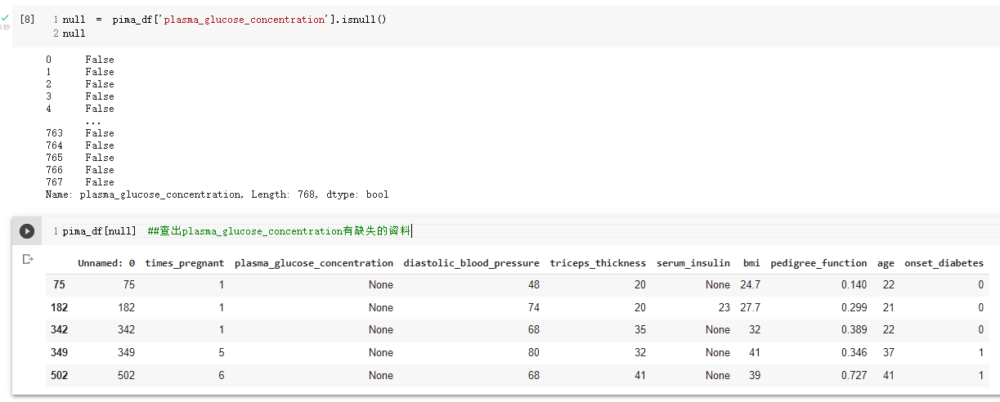 [8] 1 null = pima_df['plasma_glucose_concentration'].isnull()
2 null
0秒
0 False
1 False
2 False
3 False
4 False
...
763 False
764 False
765 False
766 False
767 False
Name: plasma_glucose_concentration, Length: 768, dtype: bool
1 pima_df[null] ##查出plasma_glucose_concentration有缺失的資料
Unnamed: 0 times_pregnant plasma_glucose_concentration diastolic_blood_pressure triceps_thickness serum_insulin bmi pedigree_function age onset_diabetes
75 75 1 None 48 20 None 24.7 0.140 22 0
182 182 1 None 74 20 23 27.7 0.299 21 0
342 342 1 None 68 35 None 32 0.389 22 0
349 349 5 None 80 32 None 41 0.346 37 1
502 502 6 None 68 41 None 39 0.727 41 1